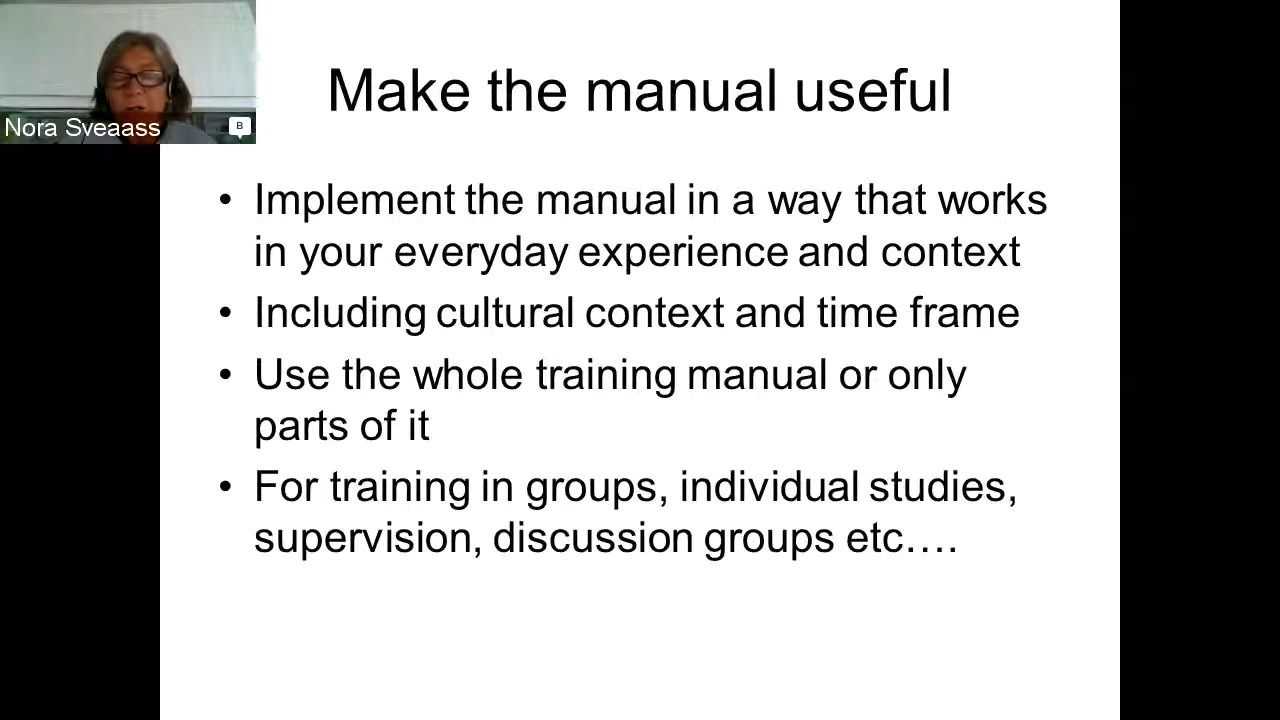 Make the manual useful
Nora Sveaass
B
• Implement the manual in a way that works
in your everyday experience and context
• Including cultural context and time frame
• Use the whole training manual or only
parts of it
• For training in groups, individual studies,
supervision, discussion groups etc….